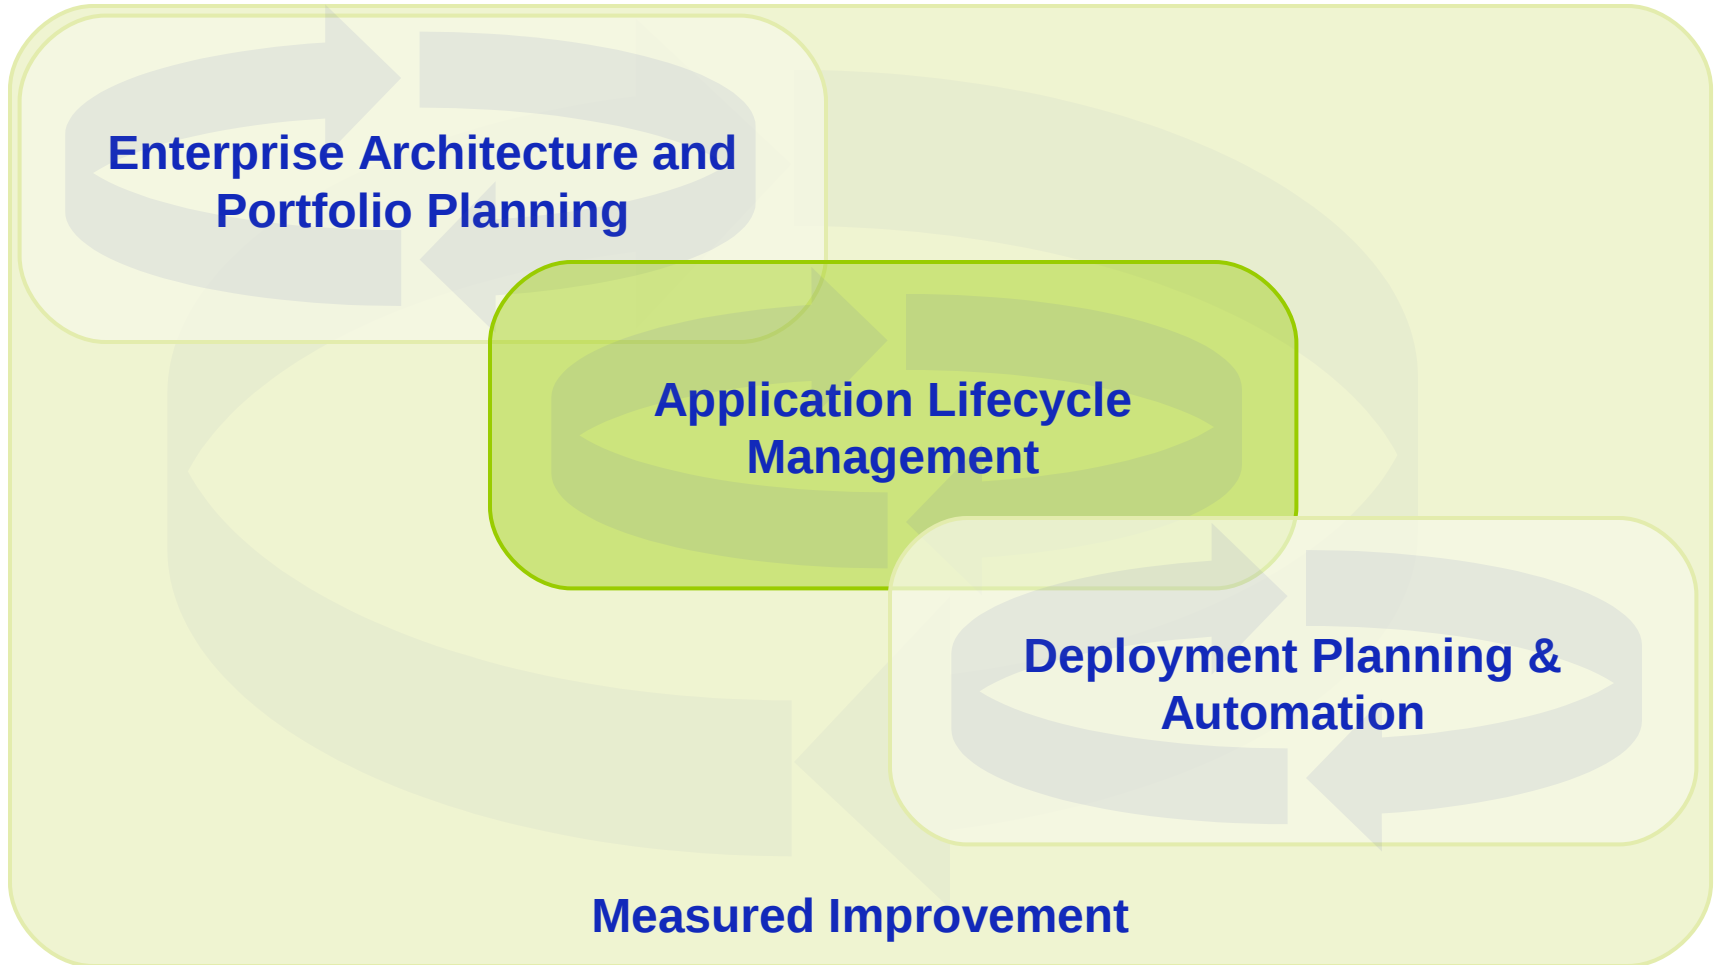 Enterprise Architecture and
Portfolio Planning
Application Lifecycle
Management
Deployment Planning &
Automation
Measured Improvement